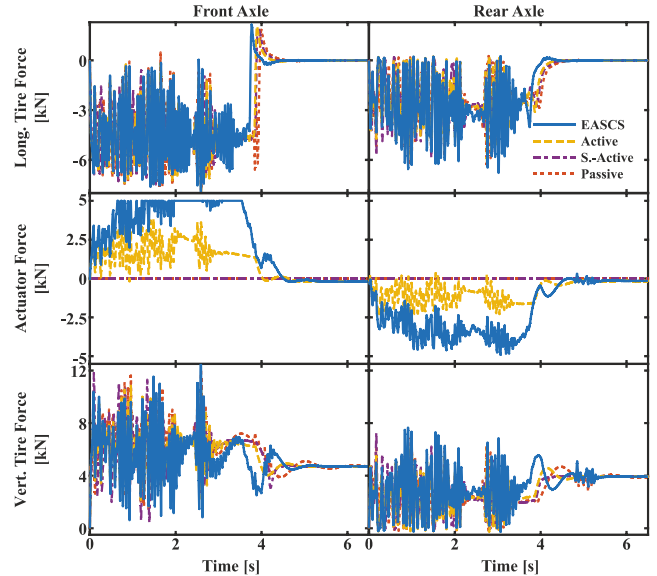 Front Axle
Rear Axle
Long. Tire Force
[kN]
0
-3
-6
EASCS
Active
S.-Active
Passive
Actuator Force
[kN]
5
2.5
0
-2.5
-5
Vert. Tire Force
[kN]
12
8
4
0
0
2
4
6
0
2
4
6
Time [s]
Time [s]